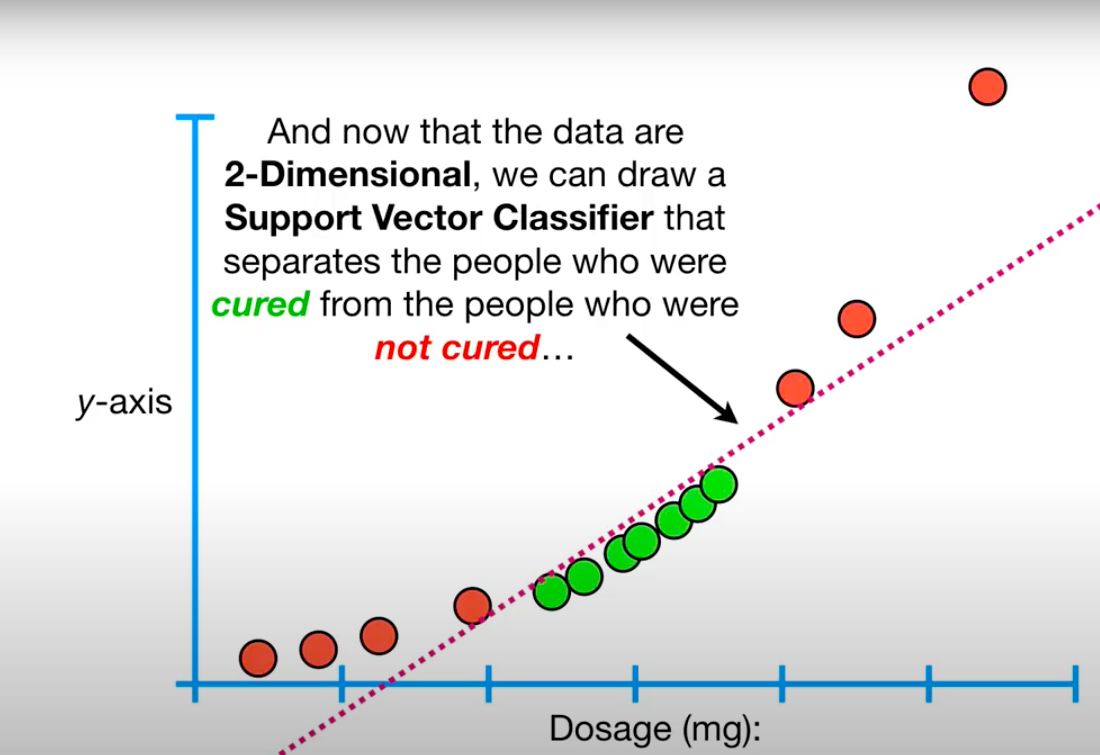 And now that the data are
2-Dimensional, we can draw a
Support Vector Classifier that
separates the people who were
cured from the people who were
not cured…
y-axis
Dosage (mg):